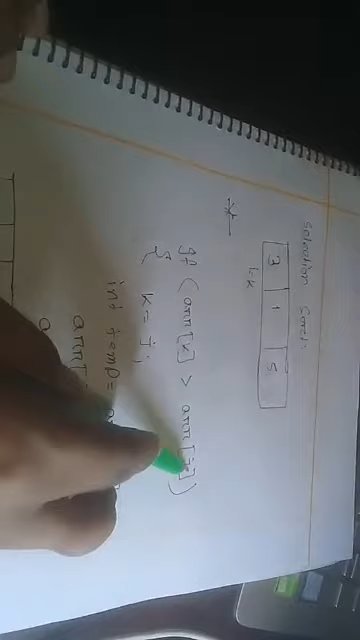 Selection Sort:
3 1 5
i=k
if (arr[k] > arr[j])
{
k = j;
int temp =
arr[